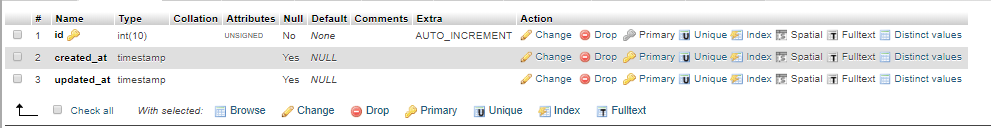 # Name Type Collation Attributes Null Default Comments Extra Action
1 id int(10) UNSIGNED No None AUTO_INCREMENT Change Drop Primary Unique Index Spatial Fulltext Distinct values
2 created_at timestamp Yes NULL Change Drop Primary Unique Index Spatial Fulltext Distinct values
3 updated_at timestamp Yes NULL Change Drop Primary Unique Index Spatial Fulltext Distinct values
Check all With selected: Browse Change Drop Primary Unique Index Fulltext